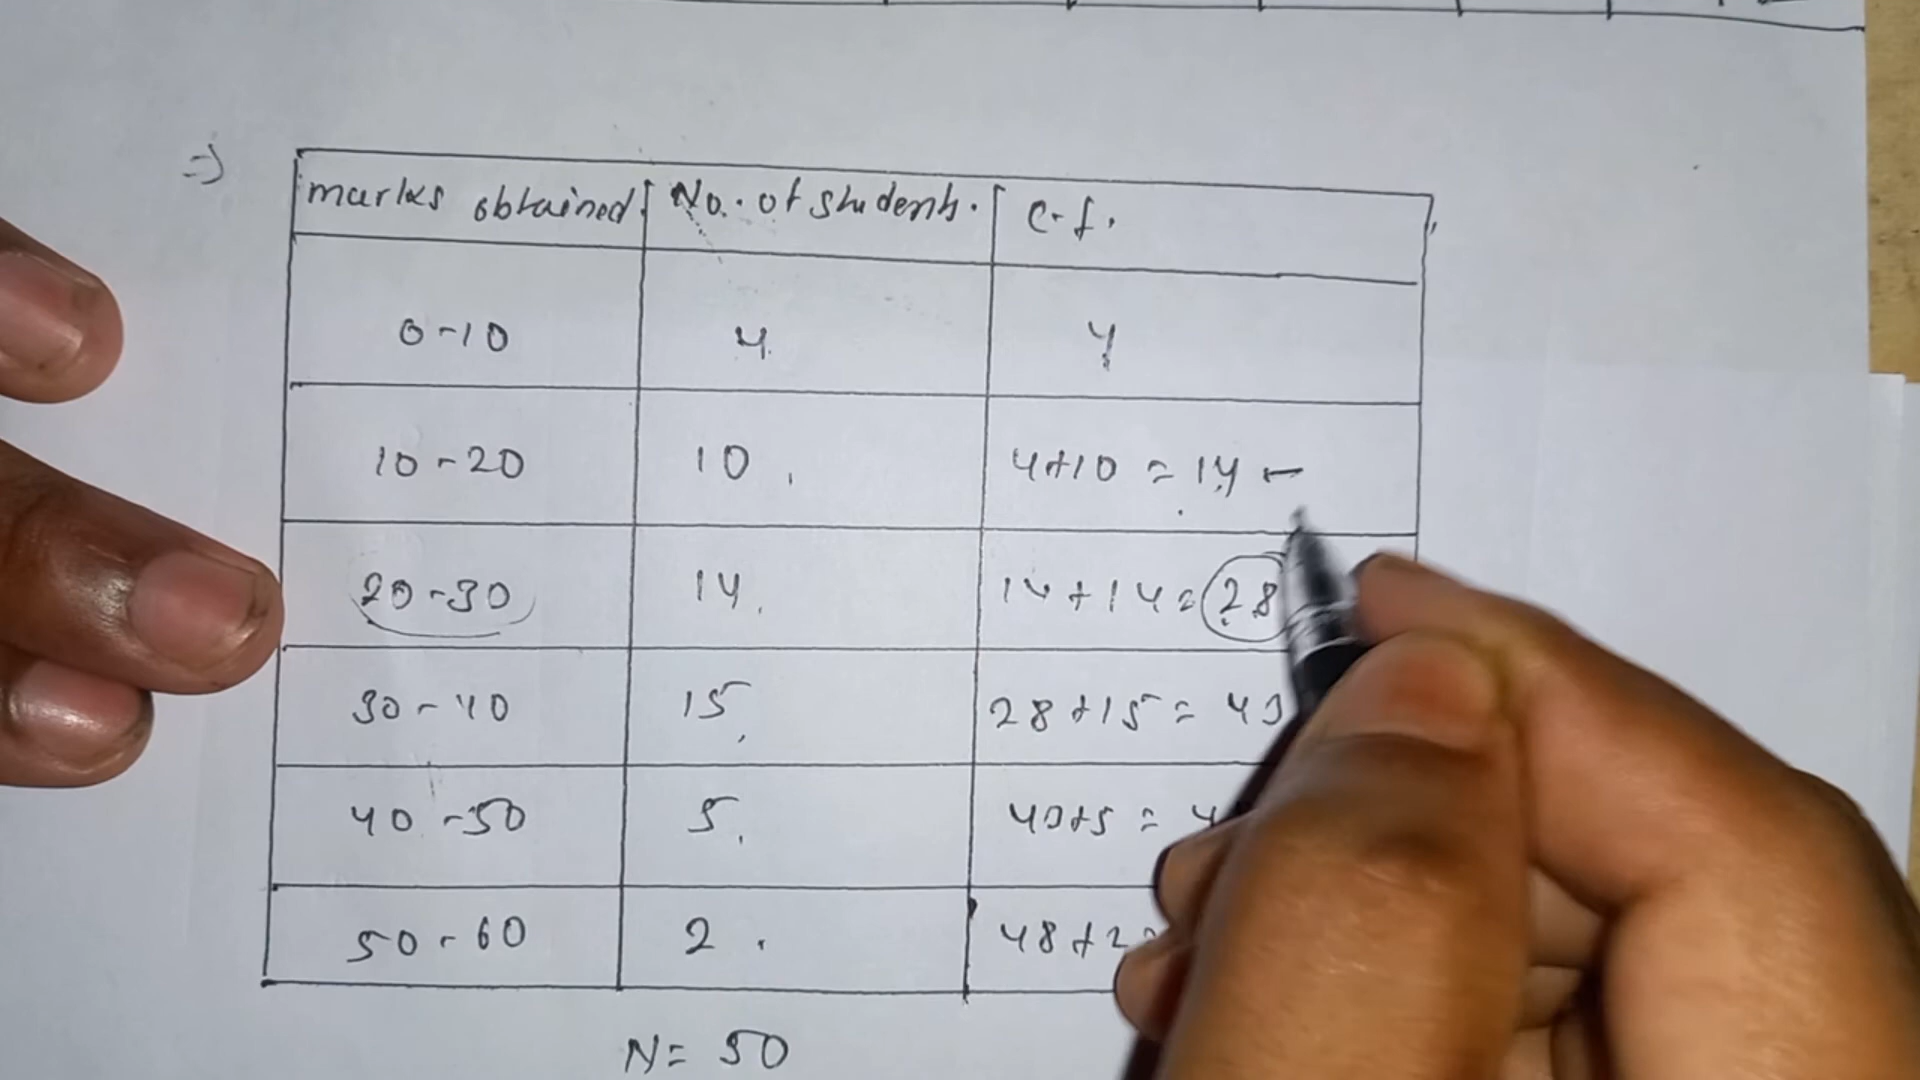 =>
marks obtained. No. of students. C.f.
0-10 4 4
10-20 10 4+10 = 14 -
20-30 14 14+14= 28
30-40 15 28+15 = 43
40-50 5 43+5 =
50-60 2 48+2
N= 50